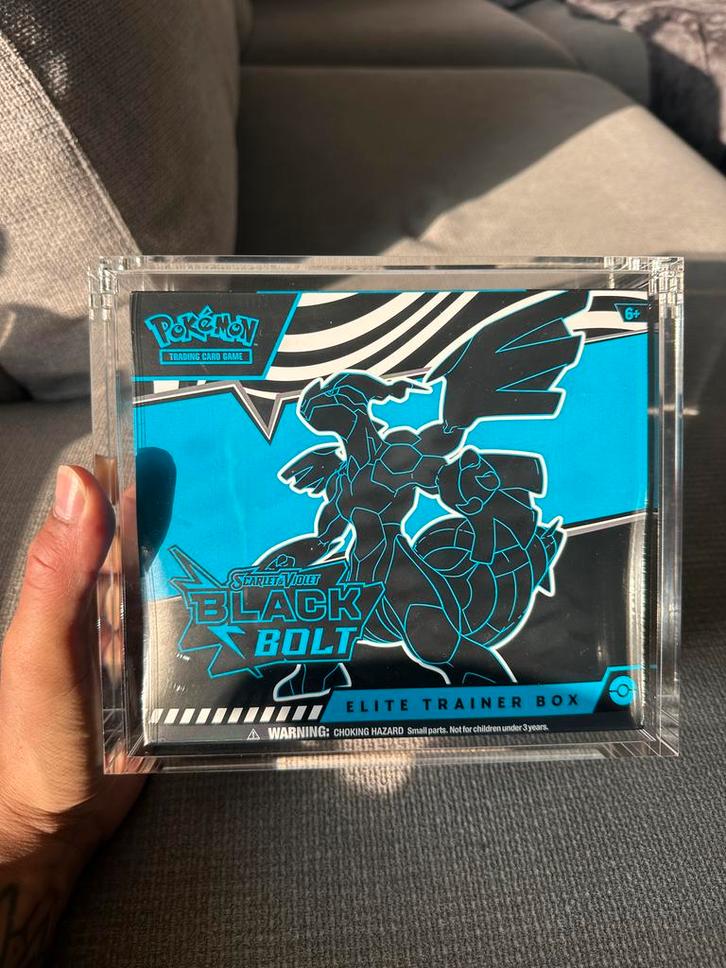 POKéMON
TRADING CARD GAME
6+
SCARLET & VIOLET
BLACK
BOLT
ELITE TRAINER BOX
⚠ WARNING: CHOKING HAZARD Small parts. Not for children under 3 years.